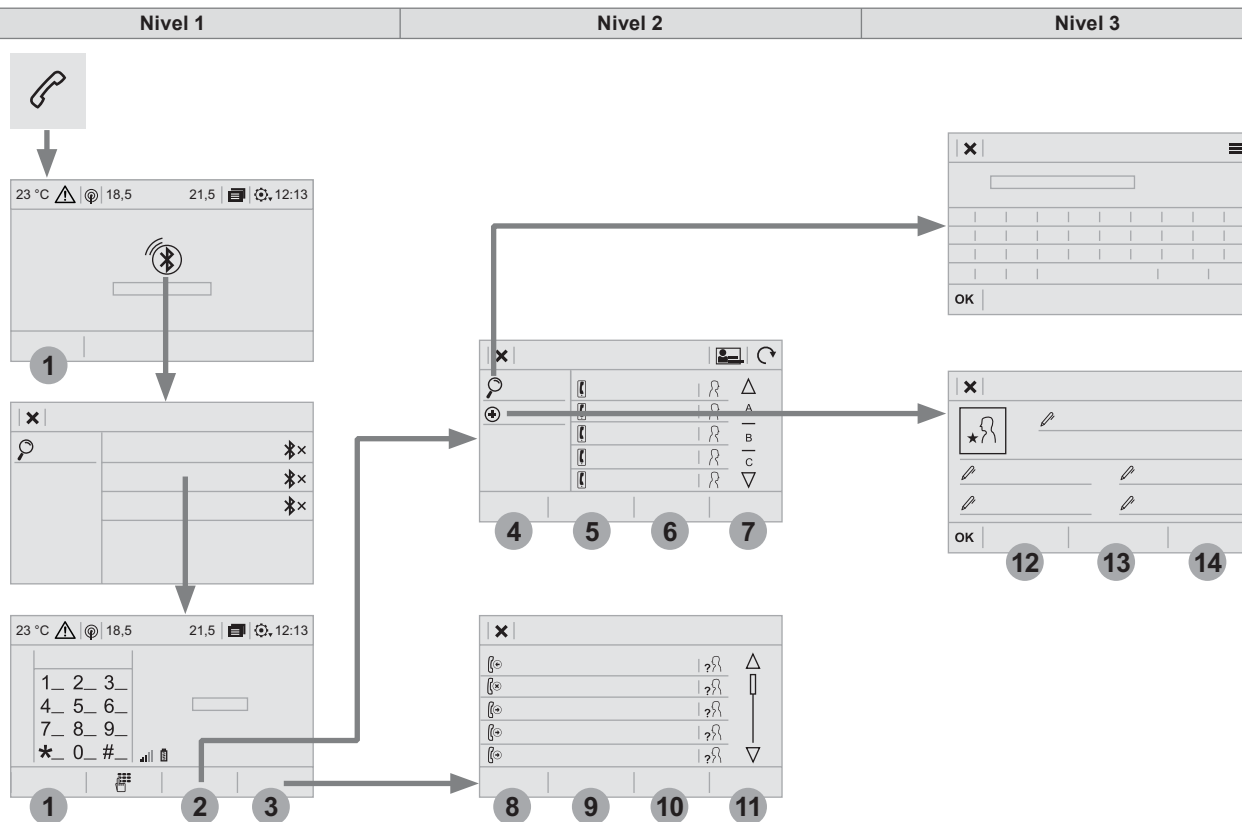 Nivel 1 Nivel 2 Nivel 3
23 °C 18,5 21,5 12:13
1
OK
A
B
C
4 5 6 7
OK
12 13 14
23 °C 18,5 21,5 12:13
1_ 2_ 3_
4_ 5_ 6_
7_ 8_ 9_
*_ 0_ #_
1 2 3
?
?
?
?
?
8 9 10 11